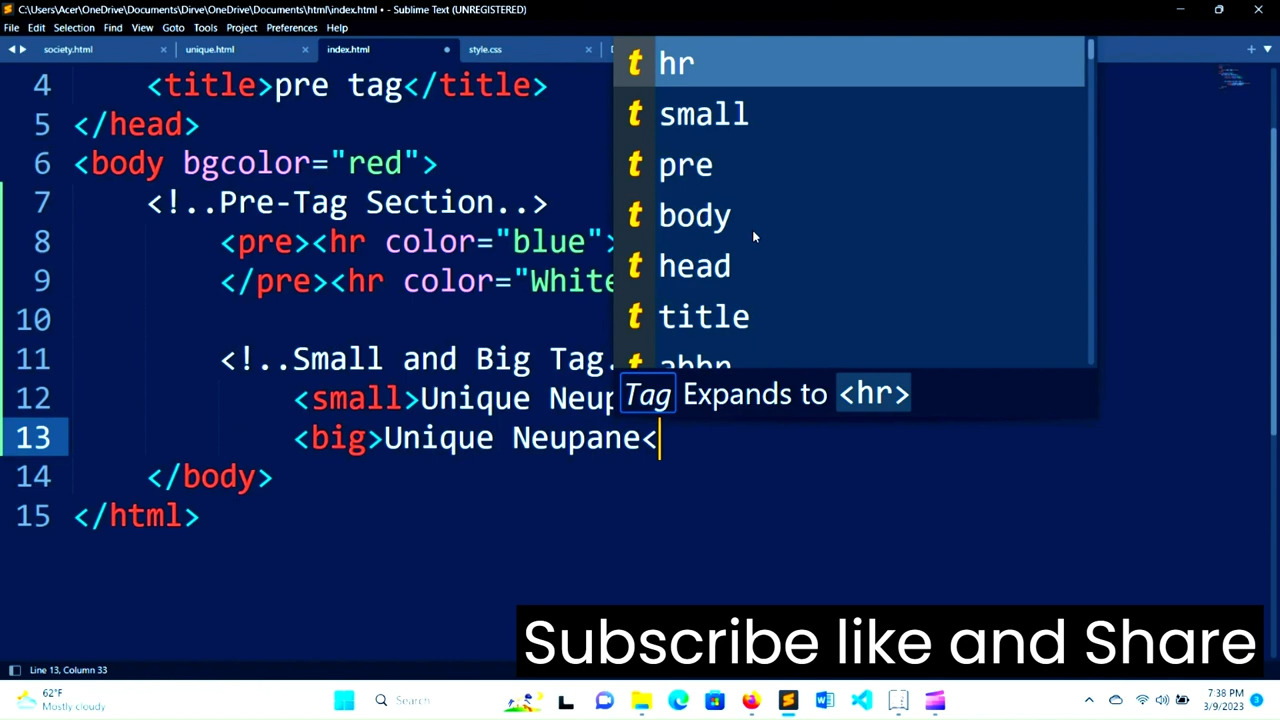 C:\Users\Acer\OneDrive\Documents\Dirve\OneDrive\Documents\html\index.html • - Sublime Text (UNREGISTERED)
File Edit Selection Find View Goto Tools Project Preferences Help
society.html unique.html index.html style.css
4 <title>pre tag</title>
5 </head>
6 <body bgcolor="red">
7 <!..Pre-Tag Section..>
8 <pre><hr color="blue">
9 </pre><hr color="White
10
11 <!..Small and Big Tag.
12 <small>Unique Neup
13 <big>Unique Neupane<
14 </body>
15 </html>
t hr
t small
t pre
t body
t head
t title
t abbr
Tag Expands to <hr>
Subscribe like and Share
Line 13, Column 33
62°F
Mostly cloudy
Search
7:38 PM
3/9/2023
3